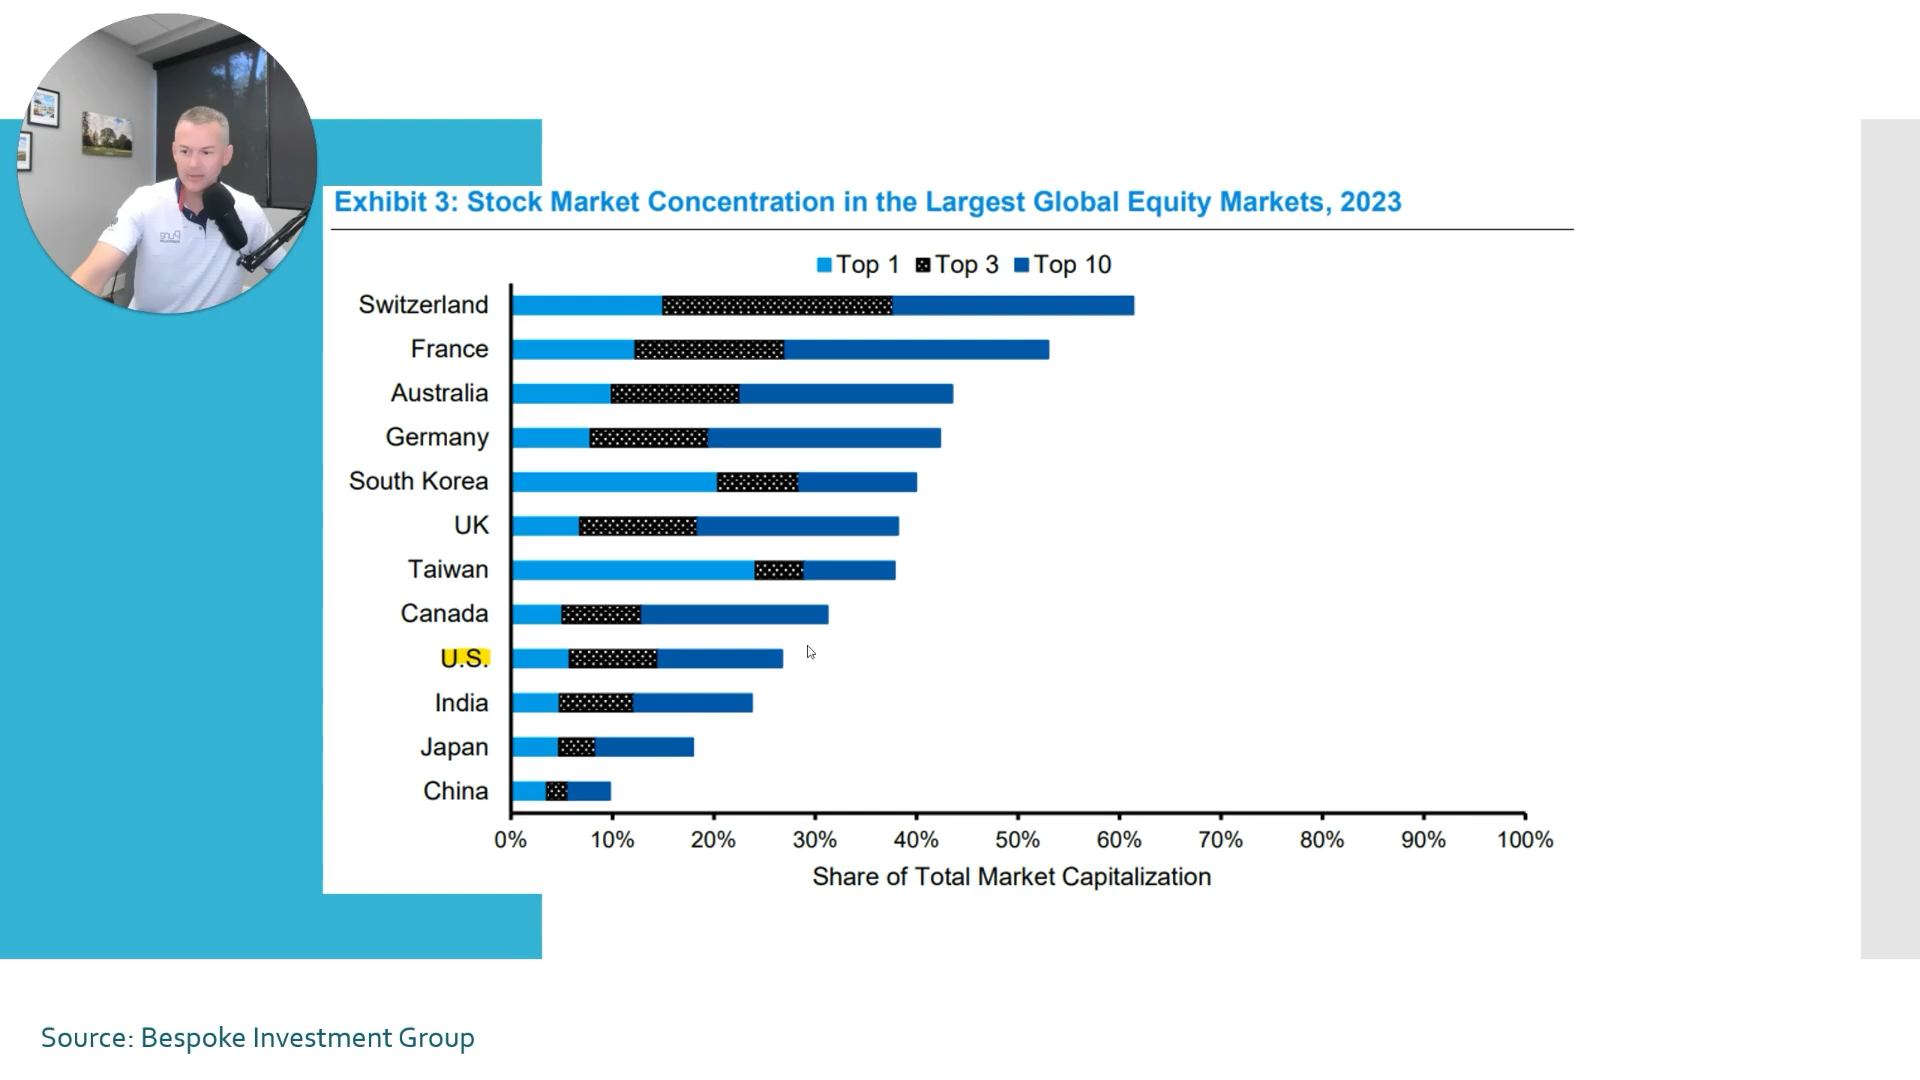 Exhibit 3: Stock Market Concentration in the Largest Global Equity Markets, 2023
Top 1 Top 3 Top 10
Switzerland
France
Australia
Germany
South Korea
UK
Taiwan
Canada
U.S.
India
Japan
China
0% 10% 20% 30% 40% 50% 60% 70% 80% 90% 100%
Share of Total Market Capitalization
Source: Bespoke Investment Group